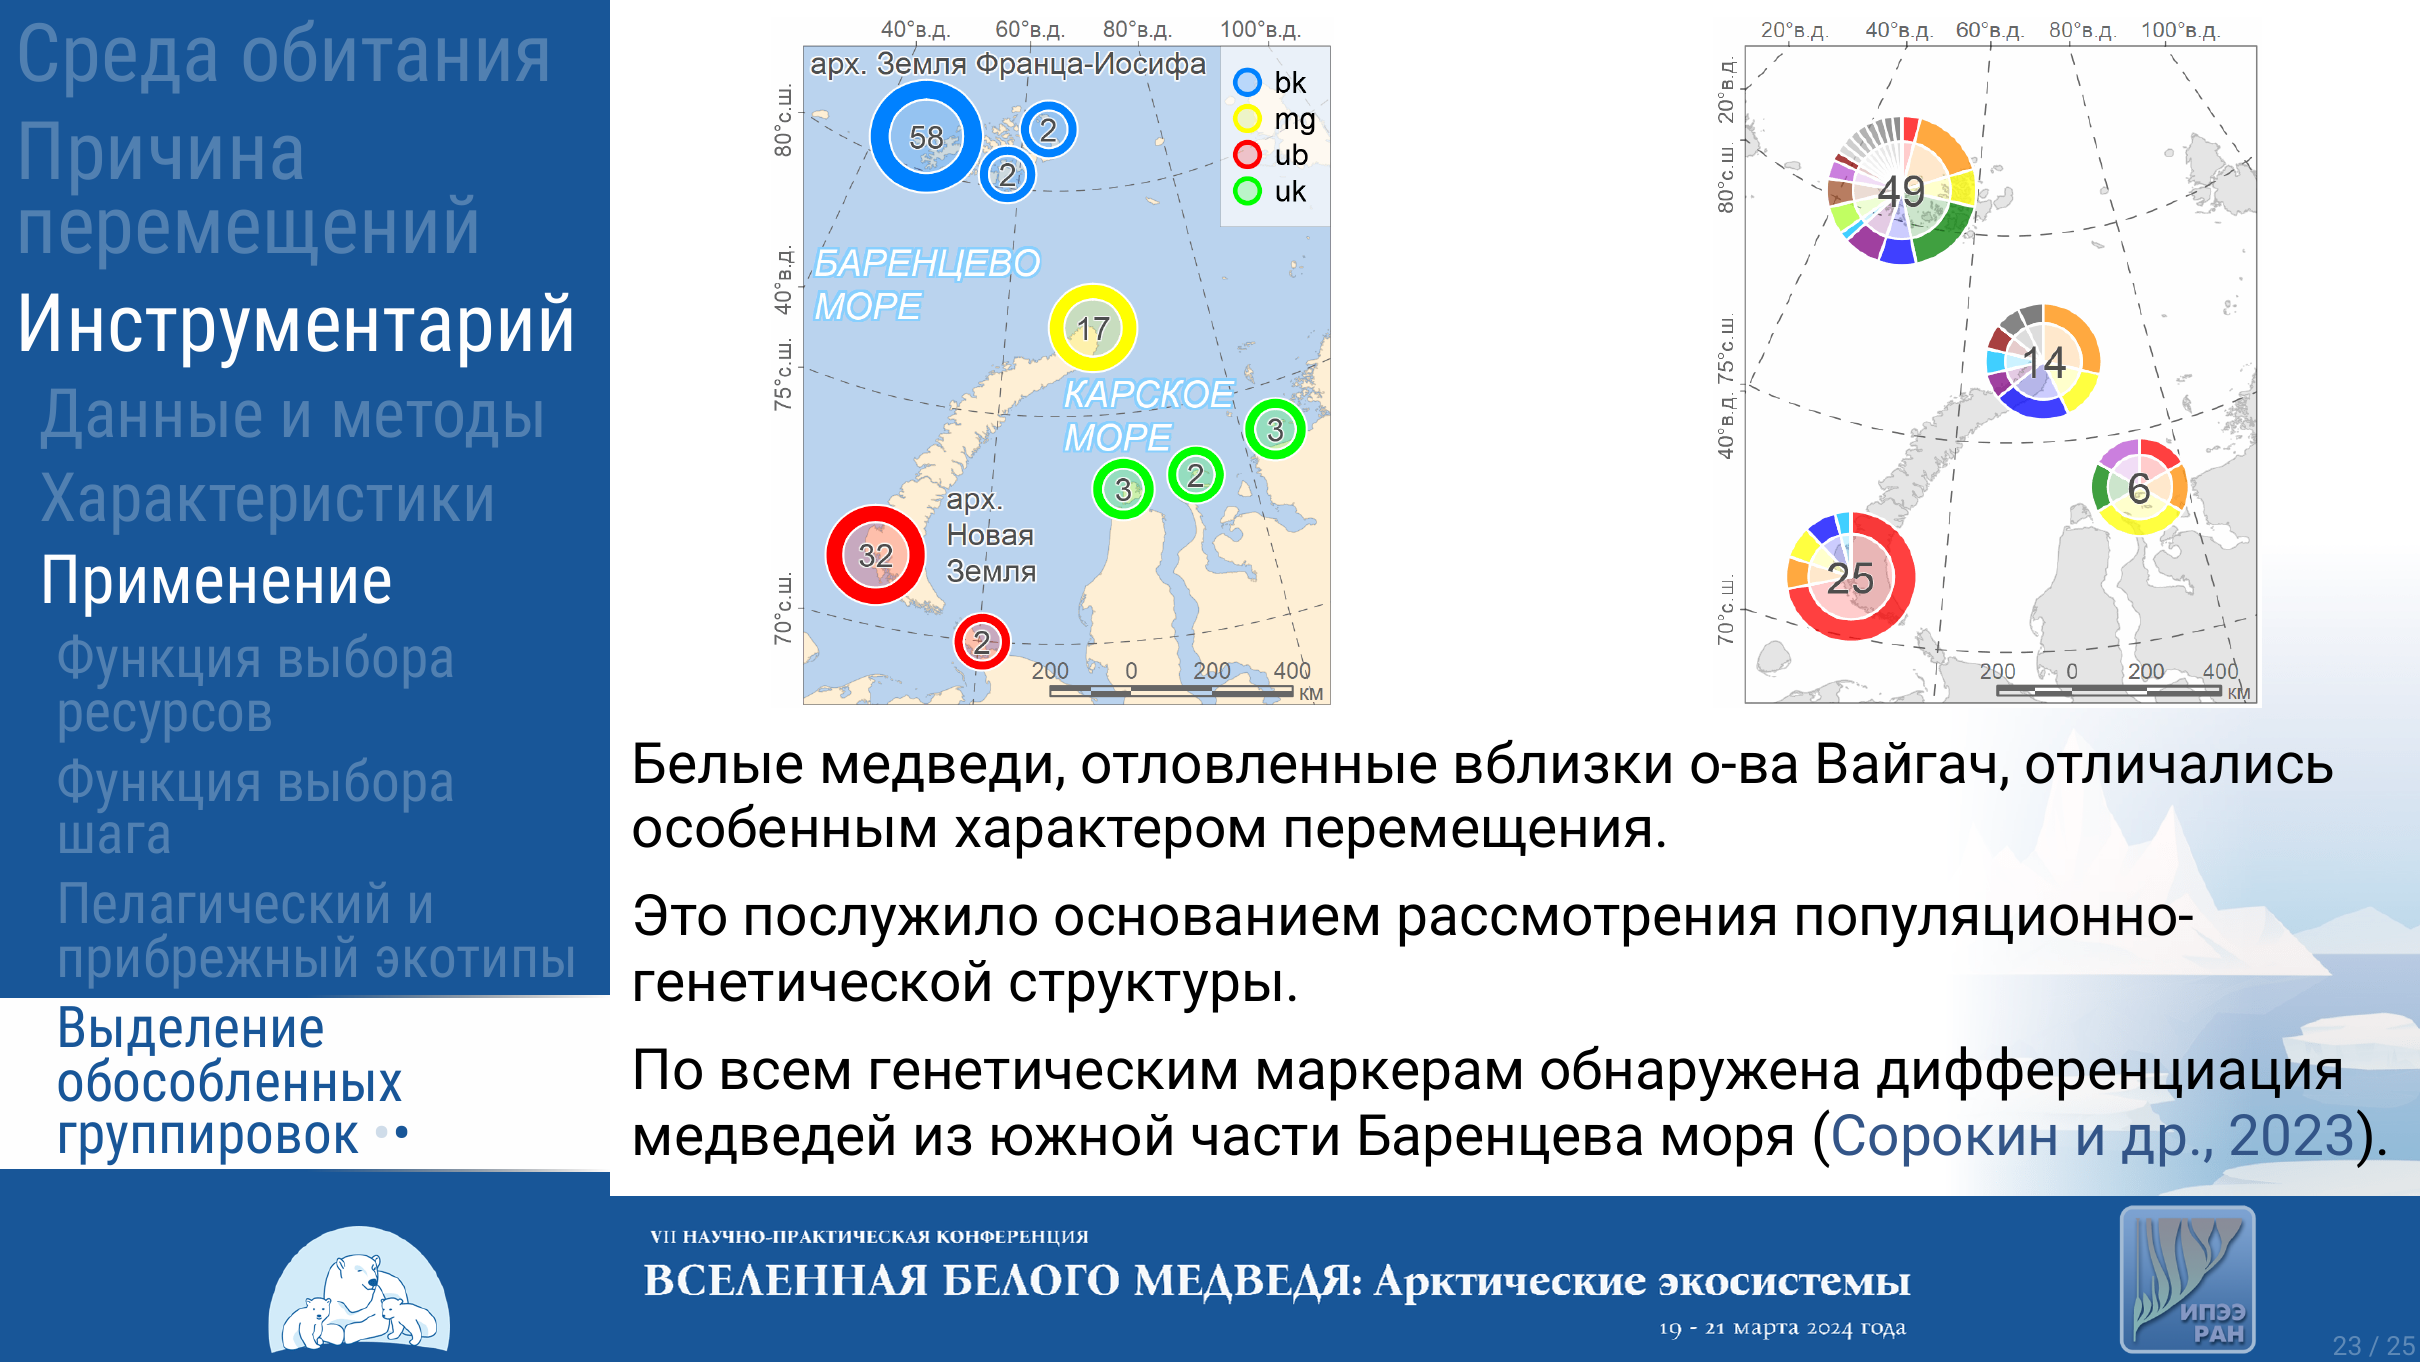 Среда обитания
Причина
перемещений
Инструментарий
Данные и методы
Характеристики
Применение
Функция выбора
ресурсов
Функция выбора
шага
Пелагический и
прибрежный экотипы
Выделение
обособленных
группировок
40°в.д. 60°в.д. 80°в.д. 100°в.д.
80°с.ш.
40°в.д.
75°с.ш.
70°с.ш.
арх. Земля Франца-Иосифа
bk
mg
ub
uk
58
2
2
БАРЕНЦЕВО
МОРЕ
17
КАРСКОЕ
МОРЕ
3
2
3
арх.
Новая
Земля
32
2
200 0 200 400
км
20°в.д. 40°в.д. 60°в.д. 80°в.д. 100°в.д.
20°в.д.
80°с.ш.
75°с.ш.
40°в.д.
70°с.ш.
49
14
6
25
200 0 200 400
км
Белые медведи, отловленные вблизки о-ва Вайгач, отличались
особенным характером перемещения.
Это послужило основанием рассмотрения популяционно-
генетической структуры.
По всем генетическим маркерам обнаружена дифференциация
медведей из южной части Баренцева моря (Сорокин и др., 2023).
VII НАУЧНО-ПРАКТИЧЕСКАЯ КОНФЕРЕНЦИЯ
ВСЕЛЕННАЯ БЕЛОГО МЕДВЕДЯ: Арктические экосистемы
19 - 21 марта 2024 года
ИПЭЭ
РАН
23 / 25